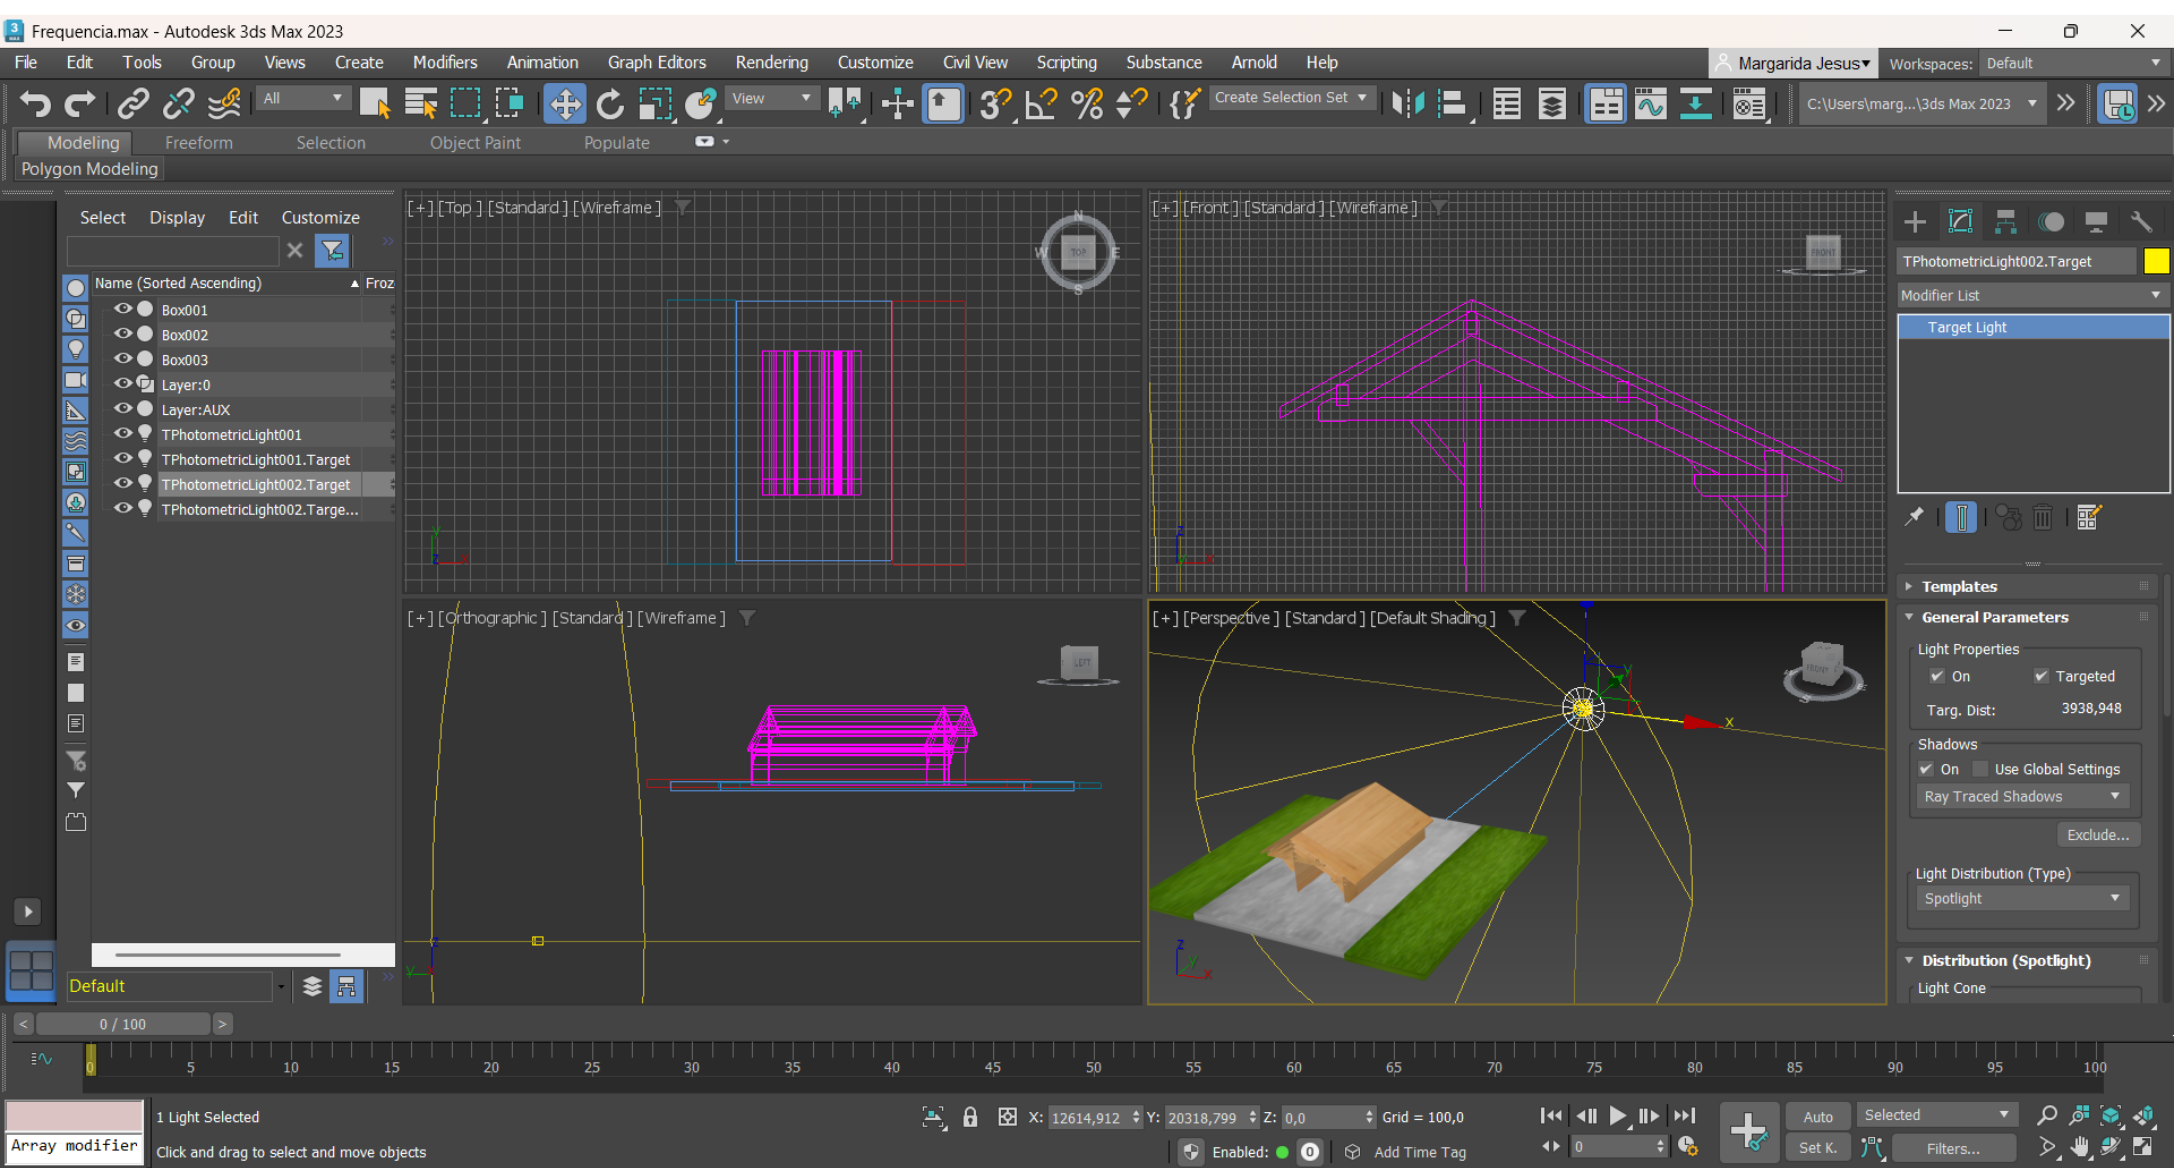 Frequencia.max - Autodesk 3ds Max 2023
File Edit Tools Group Views Create Modifiers Animation Graph Editors Rendering Customize Civil View Scripting Substance Arnold Help
Margarida Jesus
Workspaces: Default
All
View
Create Selection Set
C:\Users\marg...\3ds Max 2023
Modeling Freeform Selection Object Paint Populate
Polygon Modeling
Select Display Edit Customize
Name (Sorted Ascending) Froz
Box001
Box002
Box003
Layer:0
Layer:AUX
TPhotometricLight001
TPhotometricLight001.Target
TPhotometricLight002.Target
TPhotometricLight002.Targe...
Default
[+] [Top ] [Standard ] [Wireframe ]
N
W TOP E
S
y
z x
[+] [Front ] [Standard ] [Wireframe ]
FRONT
z
y x
[+] [Orthographic ] [Standard ] [Wireframe ]
LEFT
z
y
[+] [Perspective ] [Standard ] [Default Shading ]
FRONT
y
x
z
y
x
TPhotometricLight002.Target
Modifier List
Target Light
Templates
General Parameters
Light Properties
On Targeted
Targ. Dist: 3938,948
Shadows
On Use Global Settings
Ray Traced Shadows
Exclude...
Light Distribution (Type)
Spotlight
Distribution (Spotlight)
Light Cone
< 0 / 100 >
0 5 10 15 20 25 30 35 40 45 50 55 60 65 70 75 80 85 90 95 100
1 Light Selected
X: 12614,912 Y: 20318,799 Z: 0,0 Grid = 100,0
Auto Selected
Array modifier
Click and drag to select and move objects
Enabled: 0 Add Time Tag
0
Set K. Filters...